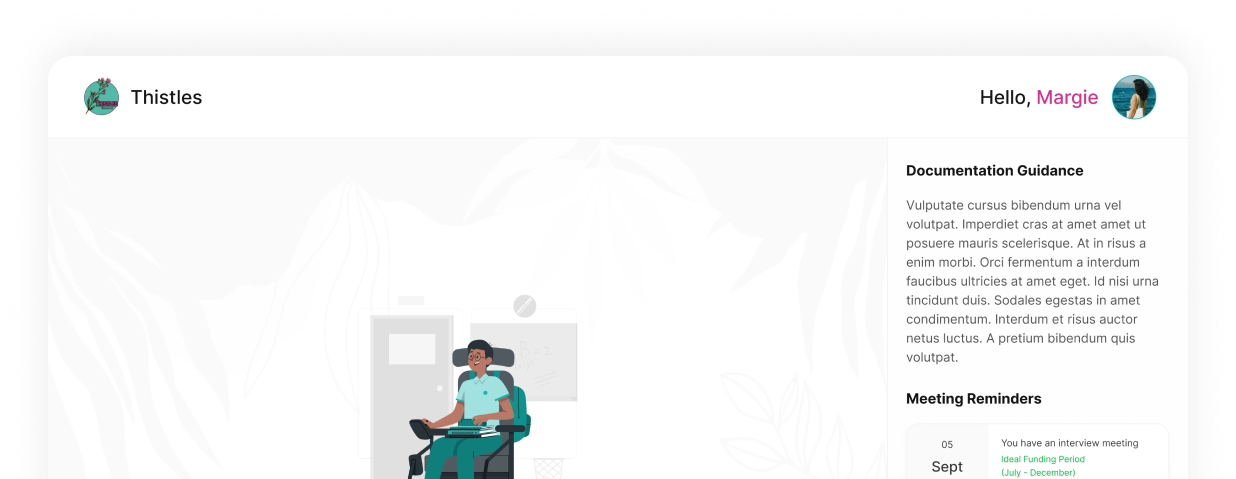 Thistles
Hello, Margie
Documentation Guidance
Vulputate cursus bibendum urna vel
volutpat. Imperdiet cras at amet amet ut
posuere mauris scelerisque. At in risus a
enim morbi. Orci fermentum a interdum
faucibus ultricies at amet eget. Id nisi urna
tincidunt duis. Sodales egestas in amet
condimentum. Interdum et risus auctor
netus luctus. A pretium bibendum quis
volutpat.
Meeting Reminders
05
Sept
You have an interview meeting
Ideal Funding Period
(July - December)